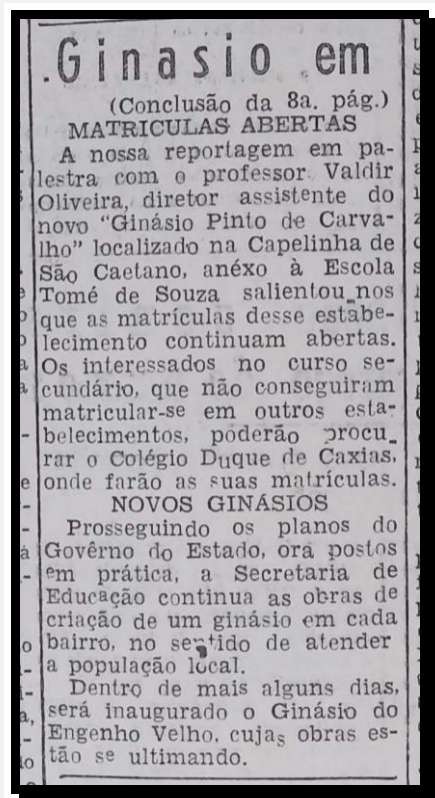 .Ginasio em
(Conclusão da 8a. pág.)
MATRICULAS ABERTAS
A nossa reportagem em pa-
lestra com o professor Valdir
Oliveira, diretor assistente do
novo "Ginásio Pinto de Carva-
lho" localizado na Capelinha de
São Caetano, anéxo à Escola
Tomé de Souza salientou_nos
que as matrículas desse estabe-
lecimento continuam abertas.
Os interessados no curso se-
cundário, que não conseguiram
matricular-se em outros esta-
belecimentos, poderão procu_
rar o Colégio Duque de Caxias,
onde farão as suas matrículas.
NOVOS GINÁSIOS
Prosseguindo os planos do
Govêrno do Estado, ora postos
em prática, a Secretaria de
Educação continua as obras de
criação de um ginásio em cada
bairro, no sentido de atender
a população local.
Dentro de mais alguns dias,
será inaugurado o Ginásio do
Engenho Velho, cujas obras es-
tão se ultimando.